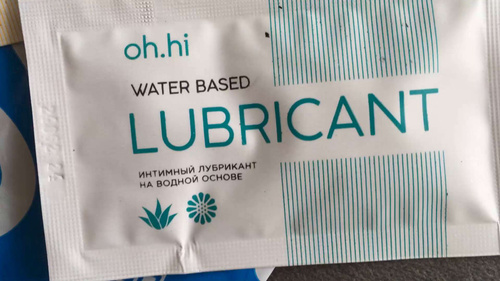 oh.hi
WATER BASED
LUBRICANT
ИНТИМНЫЙ ЛУБРИКАНТ
НА ВОДНОЙ ОСНОВЕ